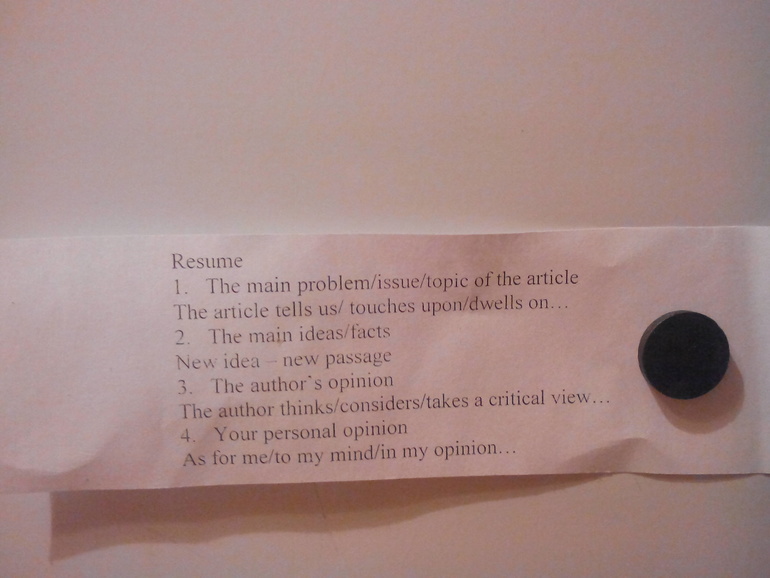 Resume
1. The main problem/issue/topic of the article
The article tells us/ touches upon/dwells on...
2. The main ideas/facts
New idea – new passage
3. The author`s opinion
The author thinks/considers/takes a critical view...
4. Your personal opinion
As for me/to my mind/in my opinion...